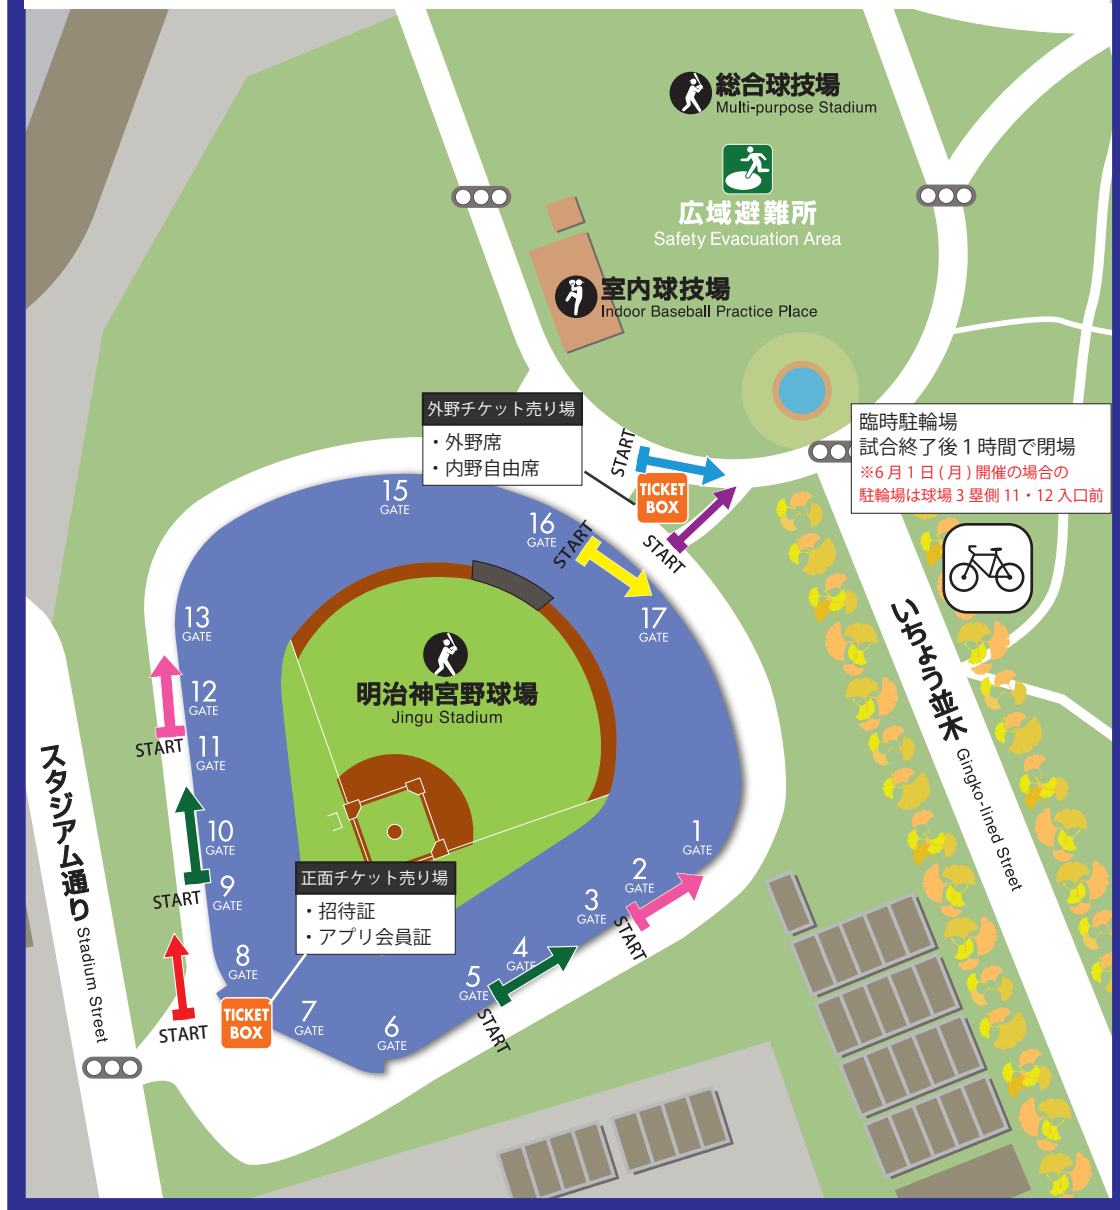 総合球技場
Multi-purpose Stadium
広域避難所
Safety Evacuation Area
室内球技場
Indoor Baseball Practice Place
外野チケット売り場
・外野席
・内野自由席
臨時駐輪場
試合終了後1時間で閉場
※6月1日(月)開催の場合の
駐輪場は球場3塁側11・12入口前
START
TICKET
BOX
START
START
15
GATE
16
GATE
17
GATE
13
GATE
12
GATE
START
11
GATE
10
GATE
START
9
GATE
8
GATE
START
TICKET
BOX
7
GATE
6
GATE
5
GATE
4
GATE
START
3
GATE
2
GATE
START
1
GATE
明治神宮野球場
Jingu Stadium
正面チケット売り場
・招待証
・アプリ会員証
スタジアム通り Stadium Street
いちょう並木 Gingko-lined Street